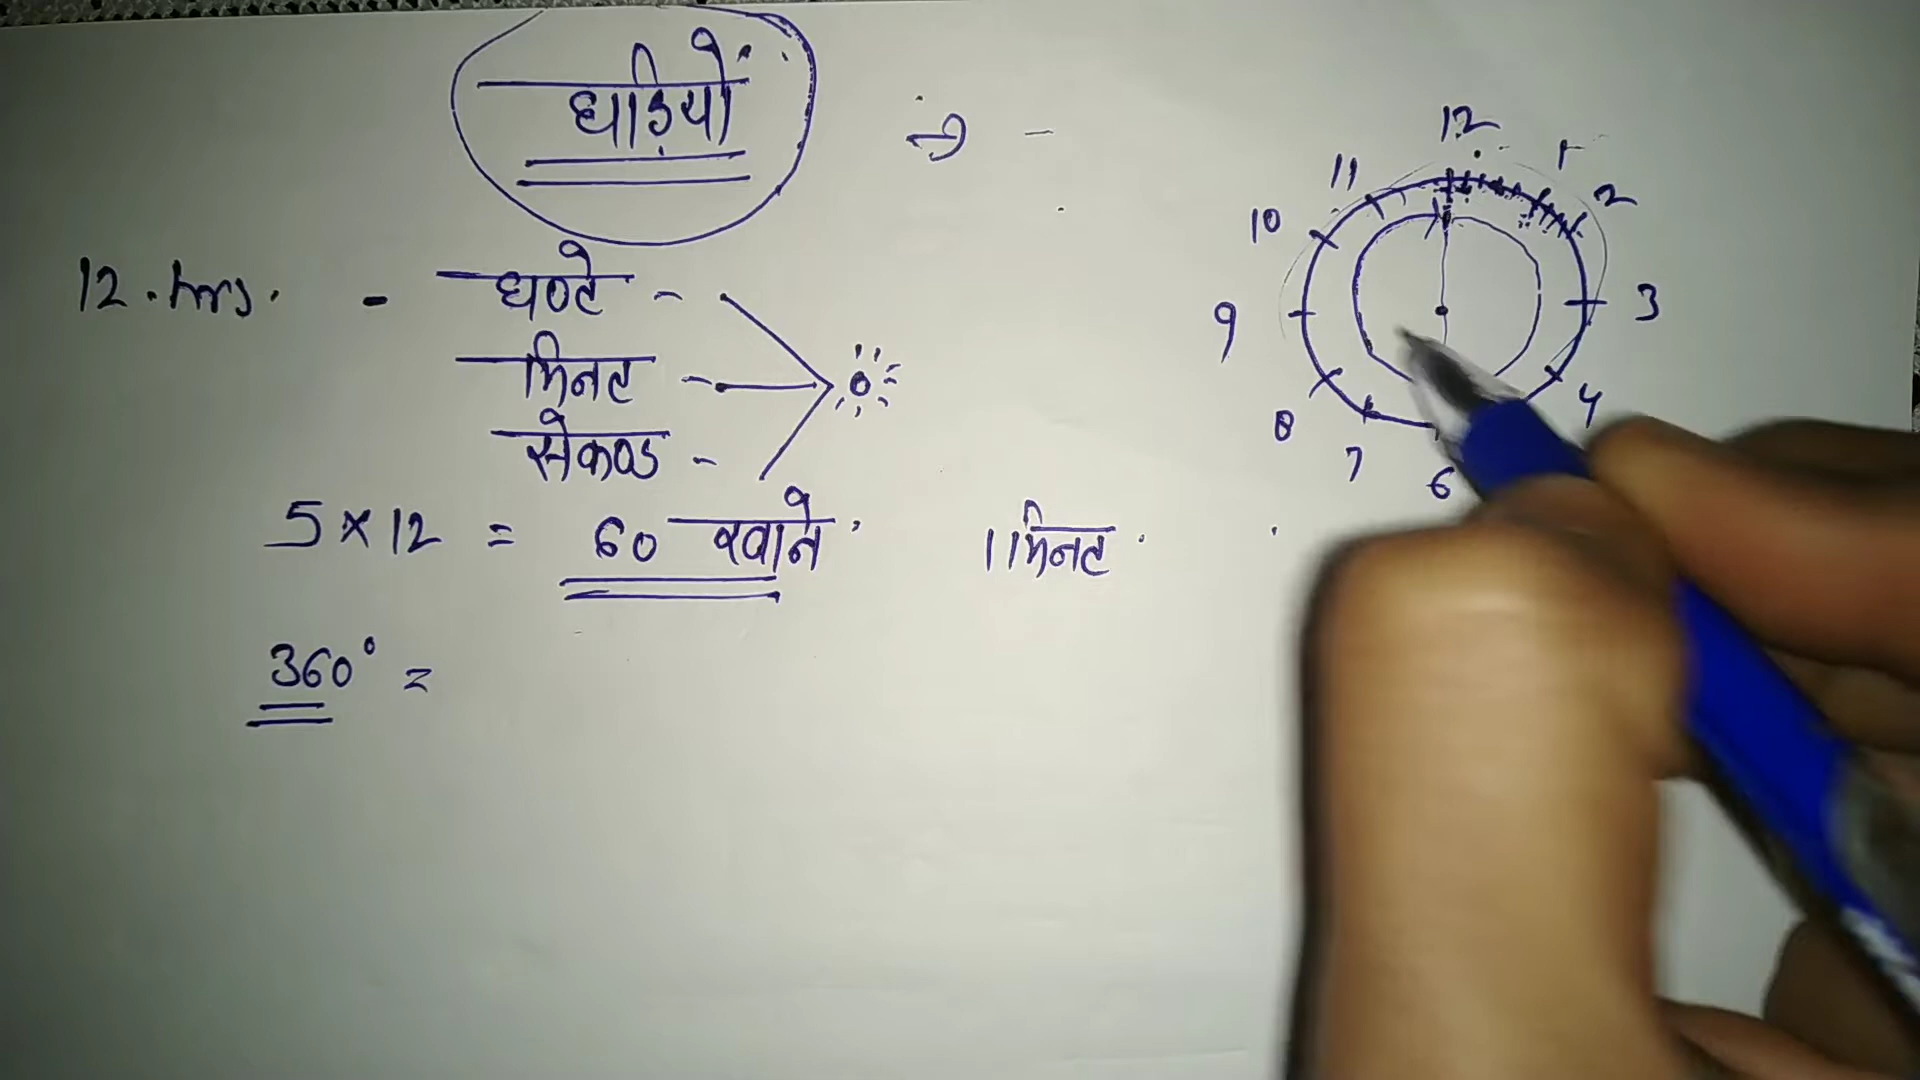 घड़ियों
12 hrs. - घण्टे -
मिनट -
सेकण्ड -
5 × 12 = 60 खाने
1 मिनट
360° =
12
1
2
3
4
6
7
8
9
10
11